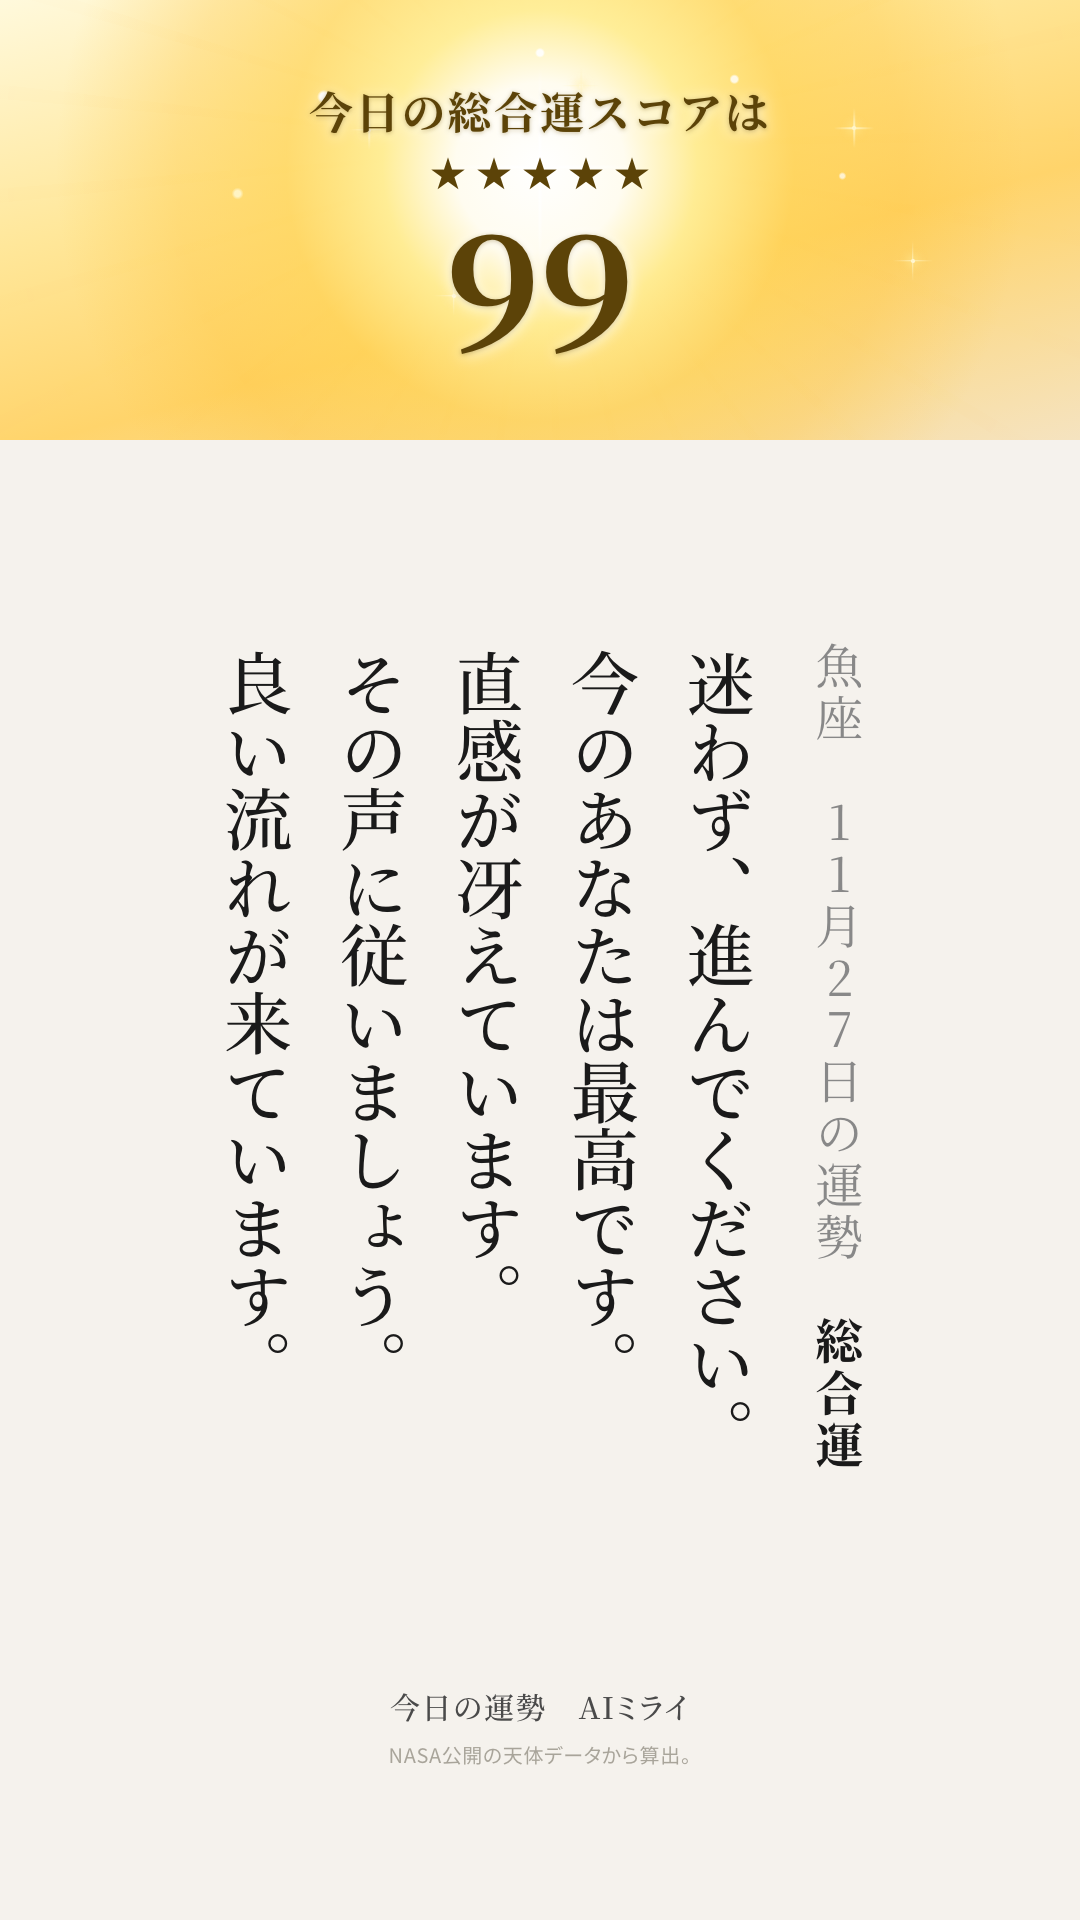 今日の総合運スコアは
★★★★★
99
魚座　11月27日の運勢　総合運
迷わず、進んでください。
今のあなたは最高です。
直感が冴えています。
その声に従いましょう。
良い流れが来ています。
今日の運勢　AIミライ
NASA公開の天体データから算出。